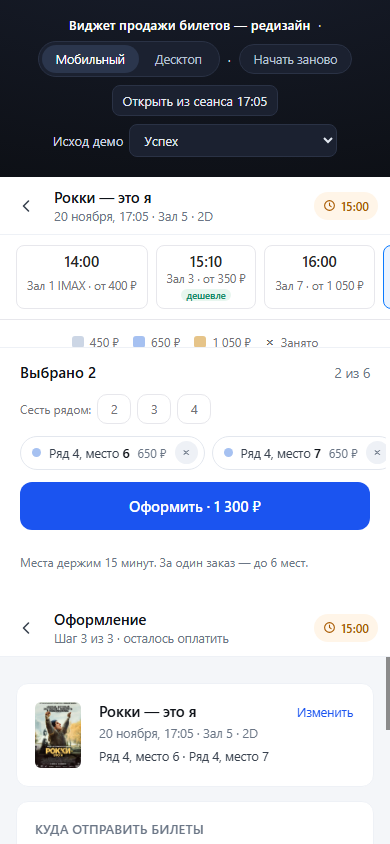 Виджет продажи билетов — редизайн ·
Мобильный Десктоп · Начать заново
Открыть из сеанса 17:05
Исход демо Успех
Рокки — это я
20 ноября, 17:05 · Зал 5 · 2D
15:00
14:00
Зал 1 IMAX · от 400 ₽
15:10
Зал 3 · от 350 ₽
дешевле
16:00
Зал 7 · от 1 050 ₽
450 ₽ 650 ₽ 1 050 ₽ × Занято
Выбрано 2
2 из 6
Сесть рядом: 2 3 4
Ряд 4, место 6 650 ₽ × Ряд 4, место 7 650 ₽ ×
Оформить · 1 300 ₽
Места держим 15 минут. За один заказ — до 6 мест.
Оформление
Шаг 3 из 3 · осталось оплатить
15:00
РОККИ
Рокки — это я
Изменить
20 ноября, 17:05 · Зал 5 · 2D
Ряд 4, место 6 · Ряд 4, место 7
КУДА ОТПРАВИТЬ БИЛЕТЫ